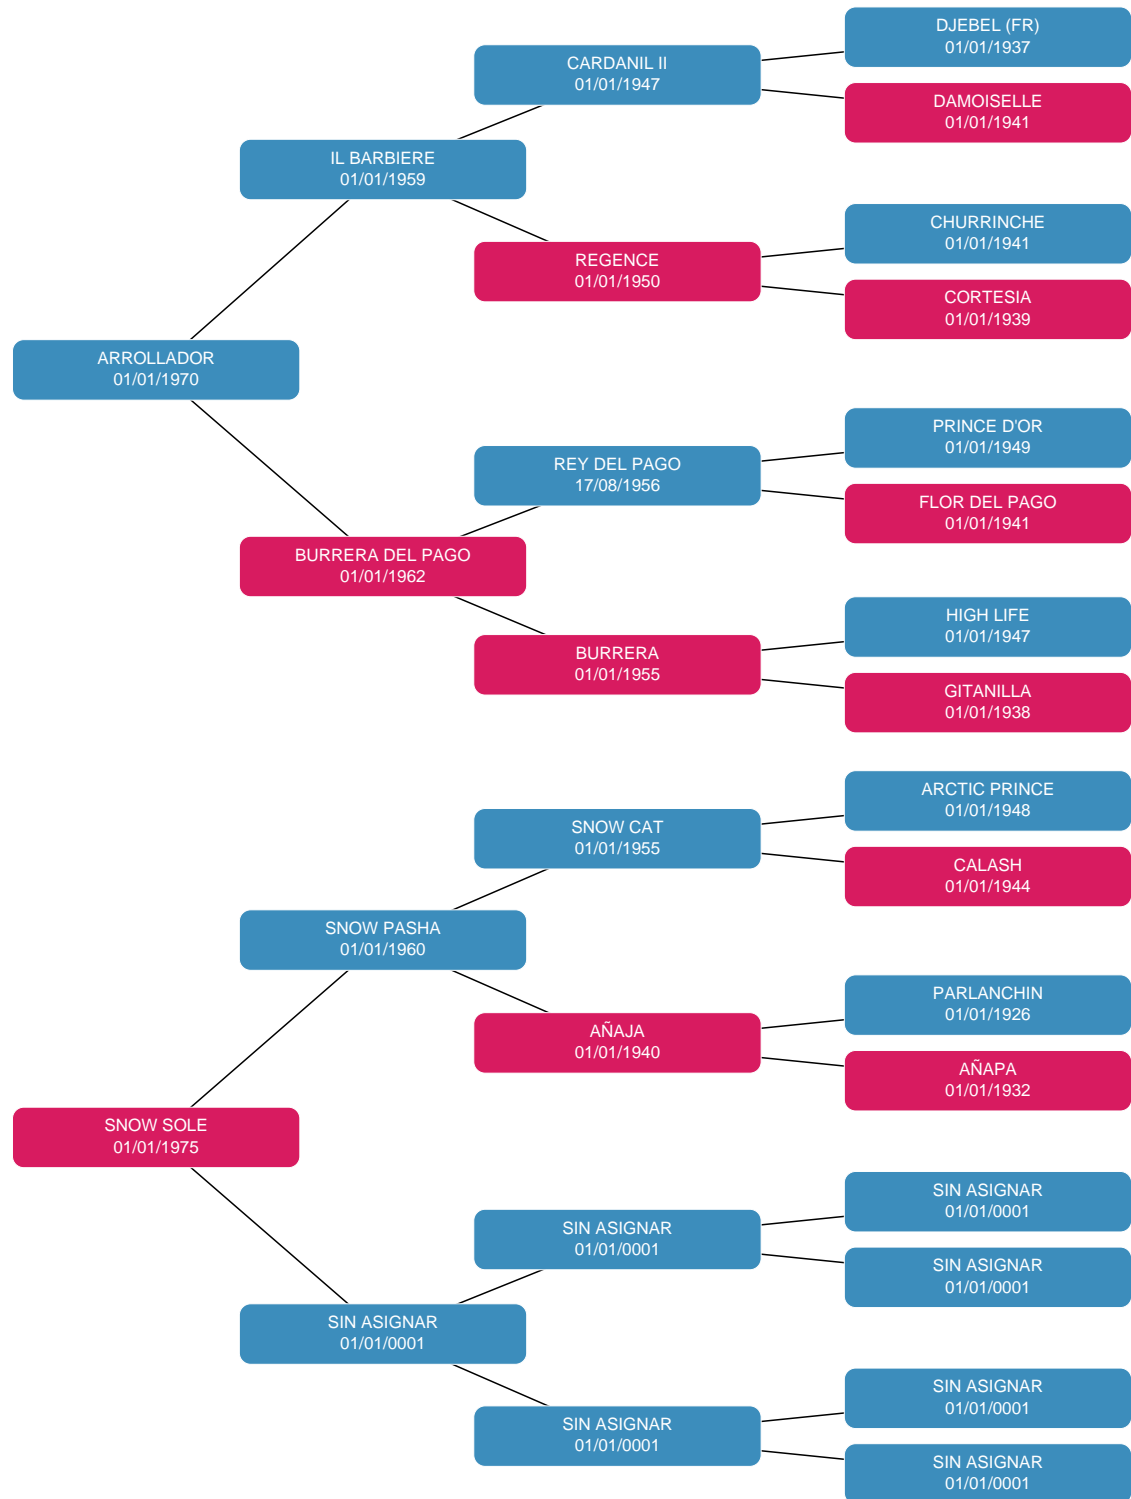 DJEBEL (FR)
01/01/1937
CARDANIL II
01/01/1947
DAMOISELLE
01/01/1941
IL BARBIERE
01/01/1959
CHURRINCHE
01/01/1941
REGENCE
01/01/1950
CORTESIA
01/01/1939
ARROLLADOR
01/01/1970
PRINCE D'OR
01/01/1949
REY DEL PAGO
17/08/1956
FLOR DEL PAGO
01/01/1941
BURRERA DEL PAGO
01/01/1962
HIGH LIFE
01/01/1947
BURRERA
01/01/1955
GITANILLA
01/01/1938
ARCTIC PRINCE
01/01/1948
SNOW CAT
01/01/1955
CALASH
01/01/1944
SNOW PASHA
01/01/1960
PARLANCHIN
01/01/1926
AÑAJA
01/01/1940
AÑAPA
01/01/1932
SNOW SOLE
01/01/1975
SIN ASIGNAR
01/01/0001
SIN ASIGNAR
01/01/0001
SIN ASIGNAR
01/01/0001
SIN ASIGNAR
01/01/0001
SIN ASIGNAR
01/01/0001
SIN ASIGNAR
01/01/0001
SIN ASIGNAR
01/01/0001